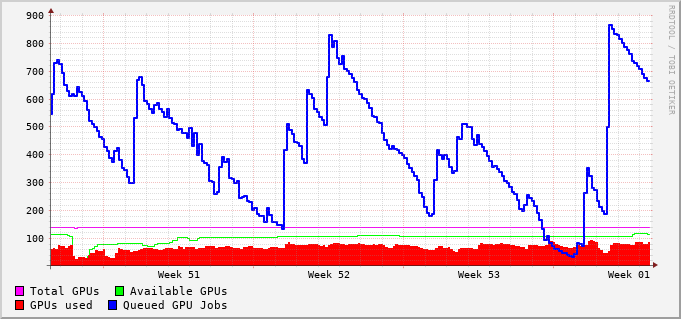 900
800
700
600
500
400
300
200
100
Week 51 Week 52 Week 53 Week 01
Total GPUs Available GPUs
GPUs used Queued GPU Jobs
RRDTOOL / TOBI OETIKER